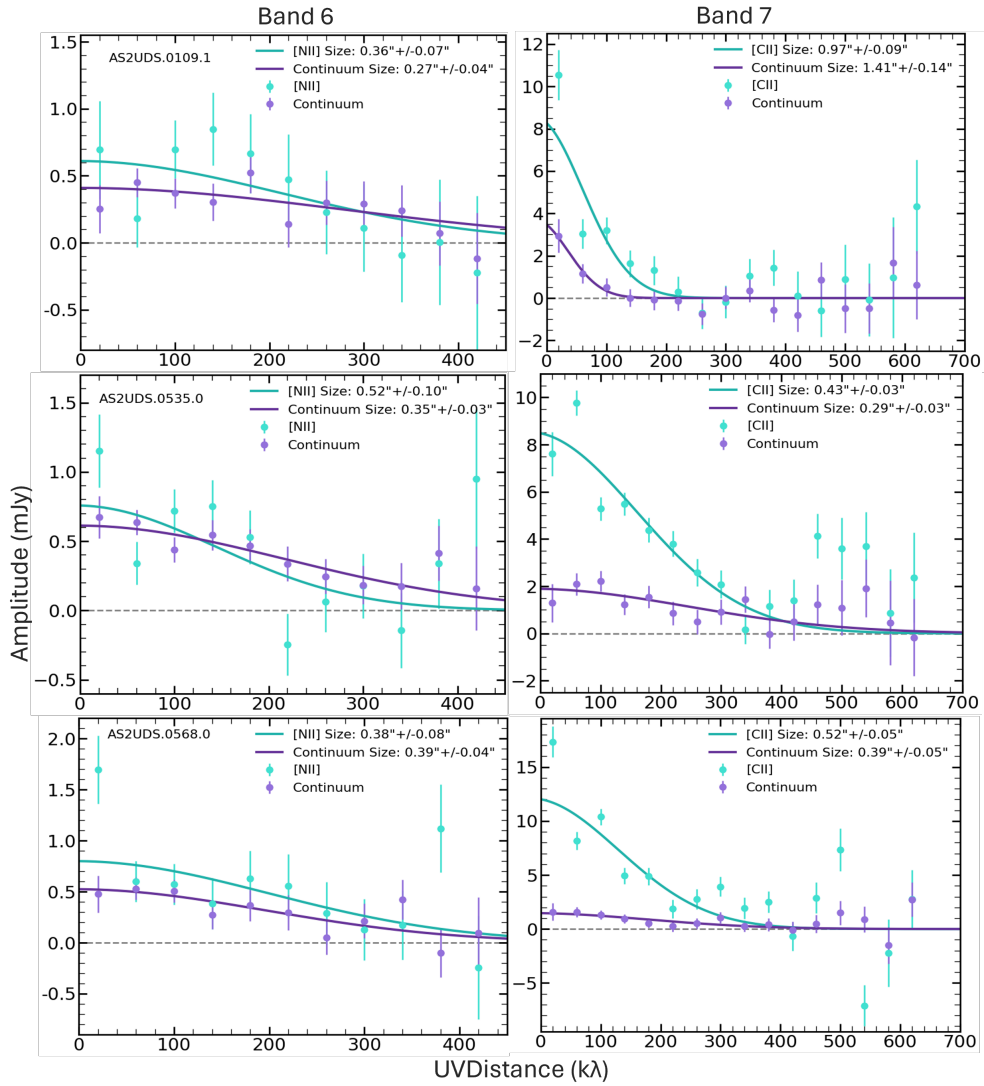 Band 6
Band 7
AS2UDS.0109.1
[NII] Size: 0.36"+/-0.07"
Continuum Size: 0.27"+/-0.04"
[NII]
Continuum
1.5
1.0
0.5
0.0
−0.5
0 100 200 300 400
[CII] Size: 0.97"+/-0.09"
Continuum Size: 1.41"+/-0.14"
[CII]
Continuum
12
10
8
6
4
2
0
−2
0 100 200 300 400 500 600 700
AS2UDS.0535.0
[NII] Size: 0.52"+/-0.10"
Continuum Size: 0.35"+/-0.03"
[NII]
Continuum
1.5
1.0
0.5
0.0
−0.5
0 100 200 300 400
[CII] Size: 0.43"+/-0.03"
Continuum Size: 0.29"+/-0.03"
[CII]
Continuum
10
8
6
4
2
0
−2
0 100 200 300 400 500 600 700
AS2UDS.0568.0
[NII] Size: 0.38"+/-0.08"
Continuum Size: 0.39"+/-0.04"
[NII]
Continuum
2.0
1.5
1.0
0.5
0.0
-0.5
0 100 200 300 400
[CII] Size: 0.52"+/-0.05"
Continuum Size: 0.39"+/-0.05"
[CII]
Continuum
15
10
5
0
−5
0 100 200 300 400 500 600 700
Amplitude (mJy)
UVDistance (kλ)